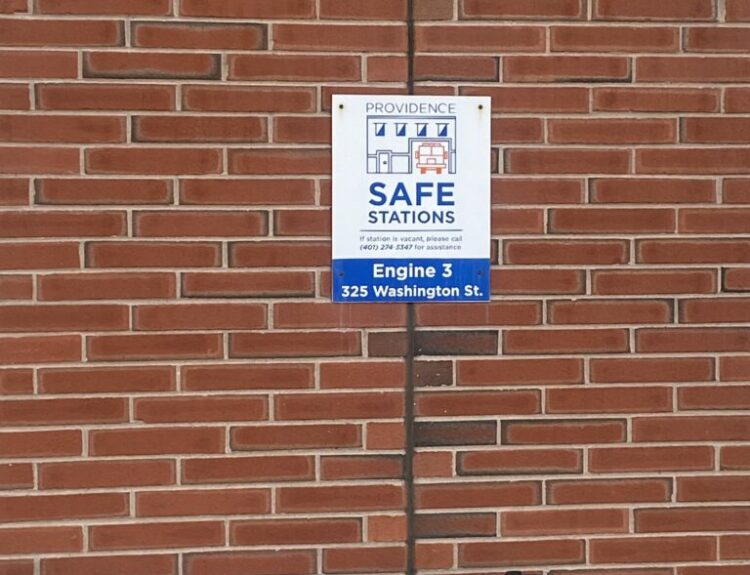 PROVIDENCE
SAFE
STATIONS
If station is vacant, please call
(401) 274-3347 for assistance
Engine 3
325 Washington St.